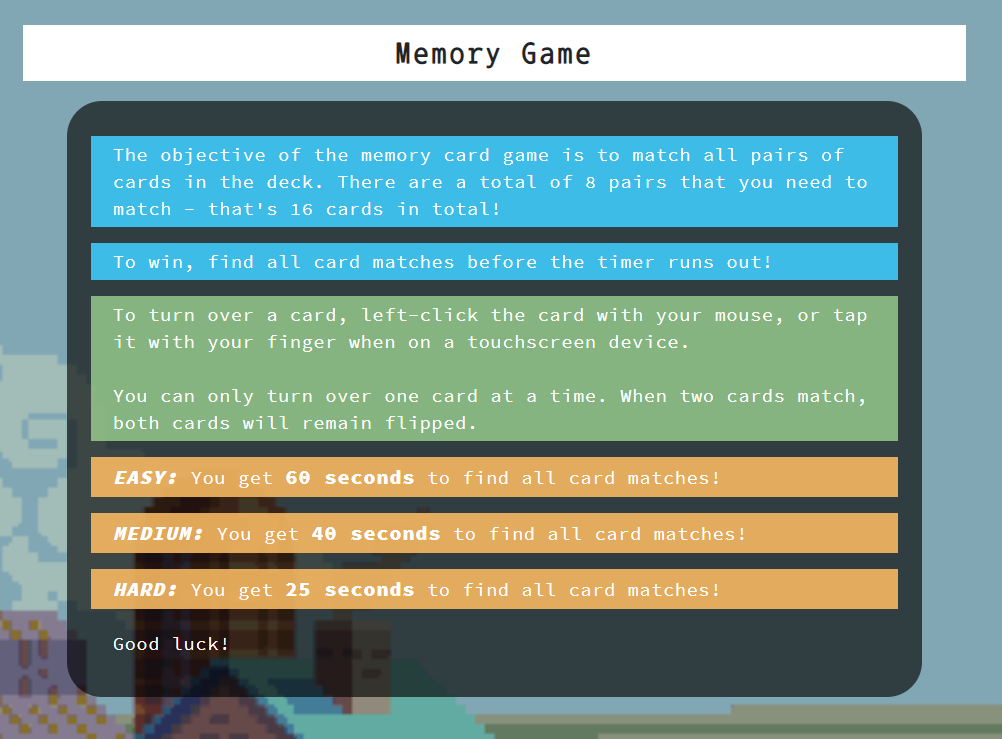 Memory Game
The objective of the memory card game is to match all pairs of
cards in the deck. There are a total of 8 pairs that you need to
match - that's 16 cards in total!
To win, find all card matches before the timer runs out!
To turn over a card, left-click the card with your mouse, or tap
it with your finger when on a touchscreen device.
You can only turn over one card at a time. When two cards match,
both cards will remain flipped.
EASY: You get 60 seconds to find all card matches!
MEDIUM: You get 40 seconds to find all card matches!
HARD: You get 25 seconds to find all card matches!
Good luck!